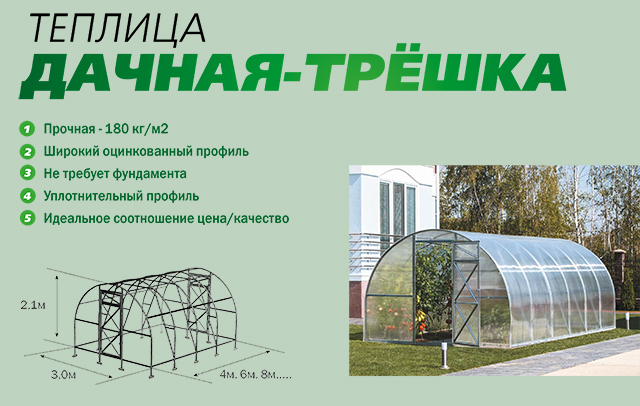 ТЕПЛИЦА
ДАЧНАЯ-ТРЁШКА
1 Прочная - 180 кг/м2
2 Широкий оцинкованный профиль
3 Не требует фундамента
4 Уплотнительный профиль
5 Идеальное соотношение цена/качество
2.1м
3.0м
4м. 6м. 8м.....